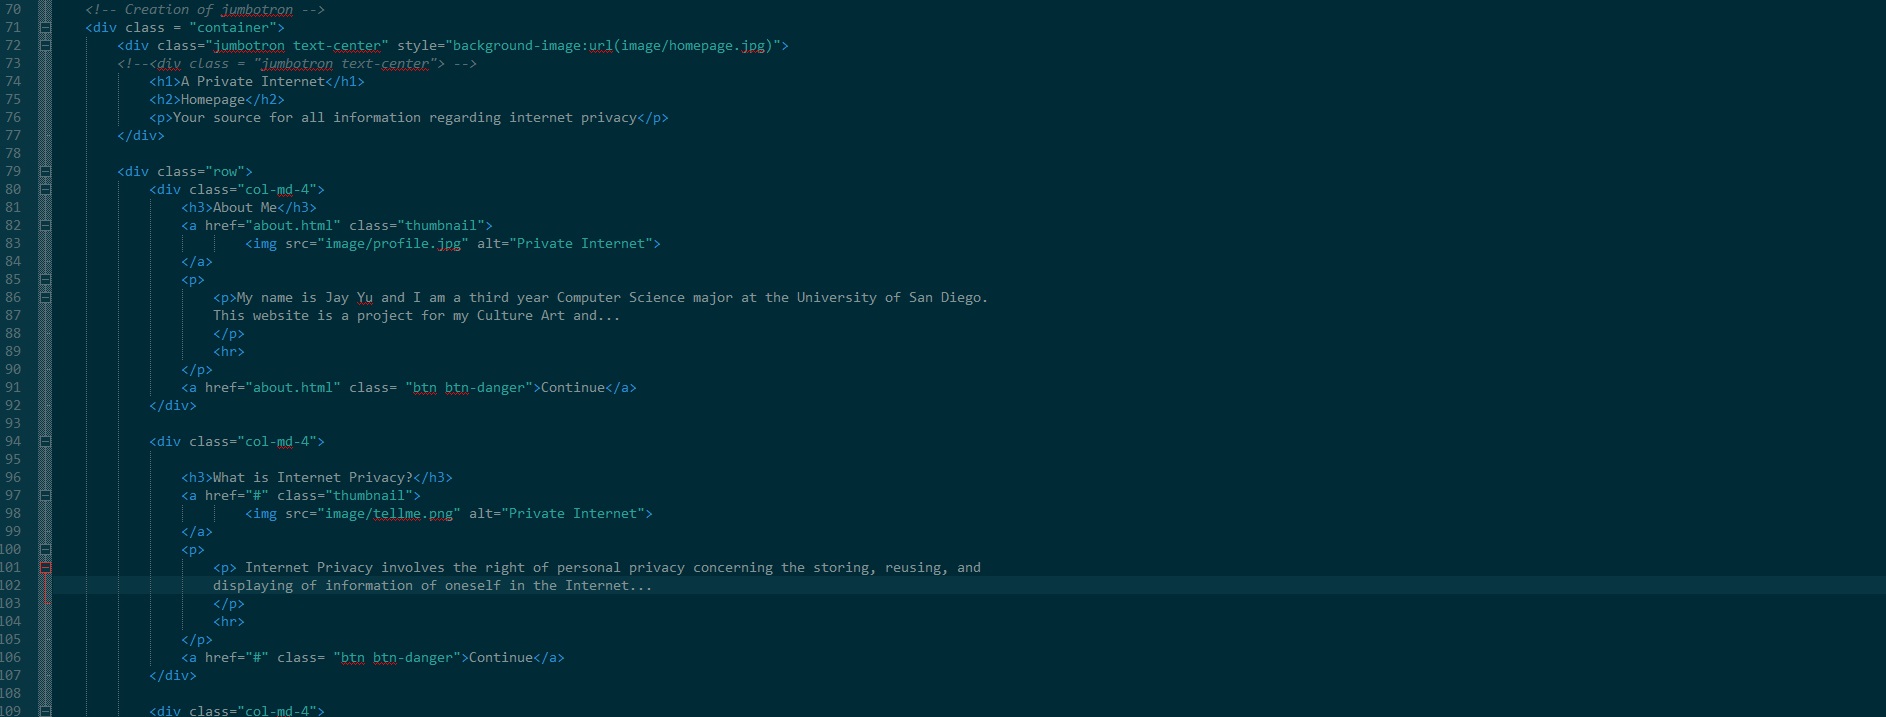 70 <!-- Creation of jumbotron -->
71 <div class = "container">
72 <div class="jumbotron text-center" style="background-image:url(image/homepage.jpg)">
73 <!--<div class = "jumbotron text-center"> -->
74 <h1>A Private Internet</h1>
75 <h2>Homepage</h2>
76 <p>Your source for all information regarding internet privacy</p>
77 </div>
78
79 <div class="row">
80 <div class="col-md-4">
81 <h3>About Me</h3>
82 <a href="about.html" class="thumbnail">
83 <img src="image/profile.jpg" alt="Private Internet">
84 </a>
85 <p>
86 <p>My name is Jay Yu and I am a third year Computer Science major at the University of San Diego.
87 This website is a project for my Culture Art and...
88 </p>
89 <hr>
90 </p>
91 <a href="about.html" class= "btn btn-danger">Continue</a>
92 </div>
93
94 <div class="col-md-4">
95
96 <h3>What is Internet Privacy?</h3>
97 <a href="#" class="thumbnail">
98 <img src="image/tellme.png" alt="Private Internet">
99 </a>
100 <p>
101 <p> Internet Privacy involves the right of personal privacy concerning the storing, reusing, and
102 displaying of information of oneself in the Internet...
103 </p>
104 <hr>
105 </p>
106 <a href="#" class= "btn btn-danger">Continue</a>
107 </div>
108
109 <div class="col-md-4">